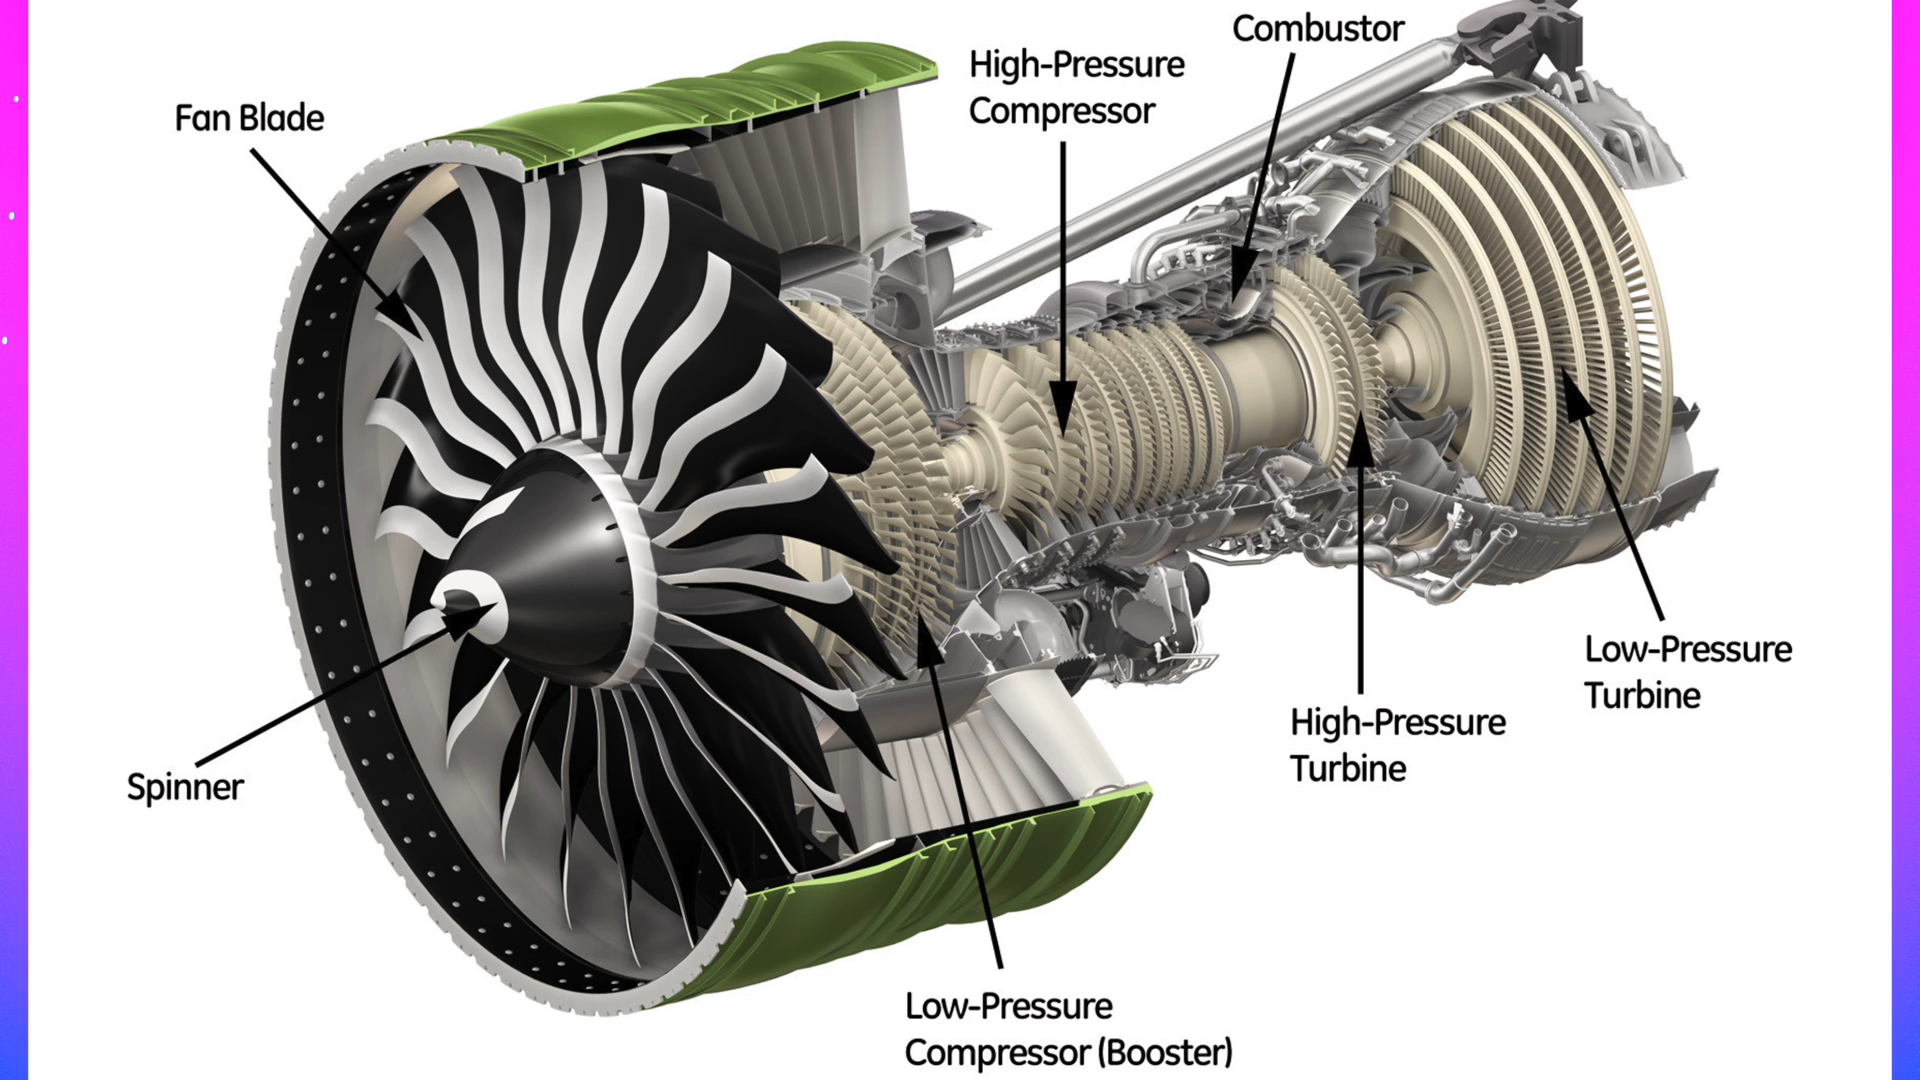 Combustor
High-Pressure
Compressor
Fan Blade
Low-Pressure
Turbine
High-Pressure
Turbine
Spinner
Low-Pressure
Compressor (Booster)